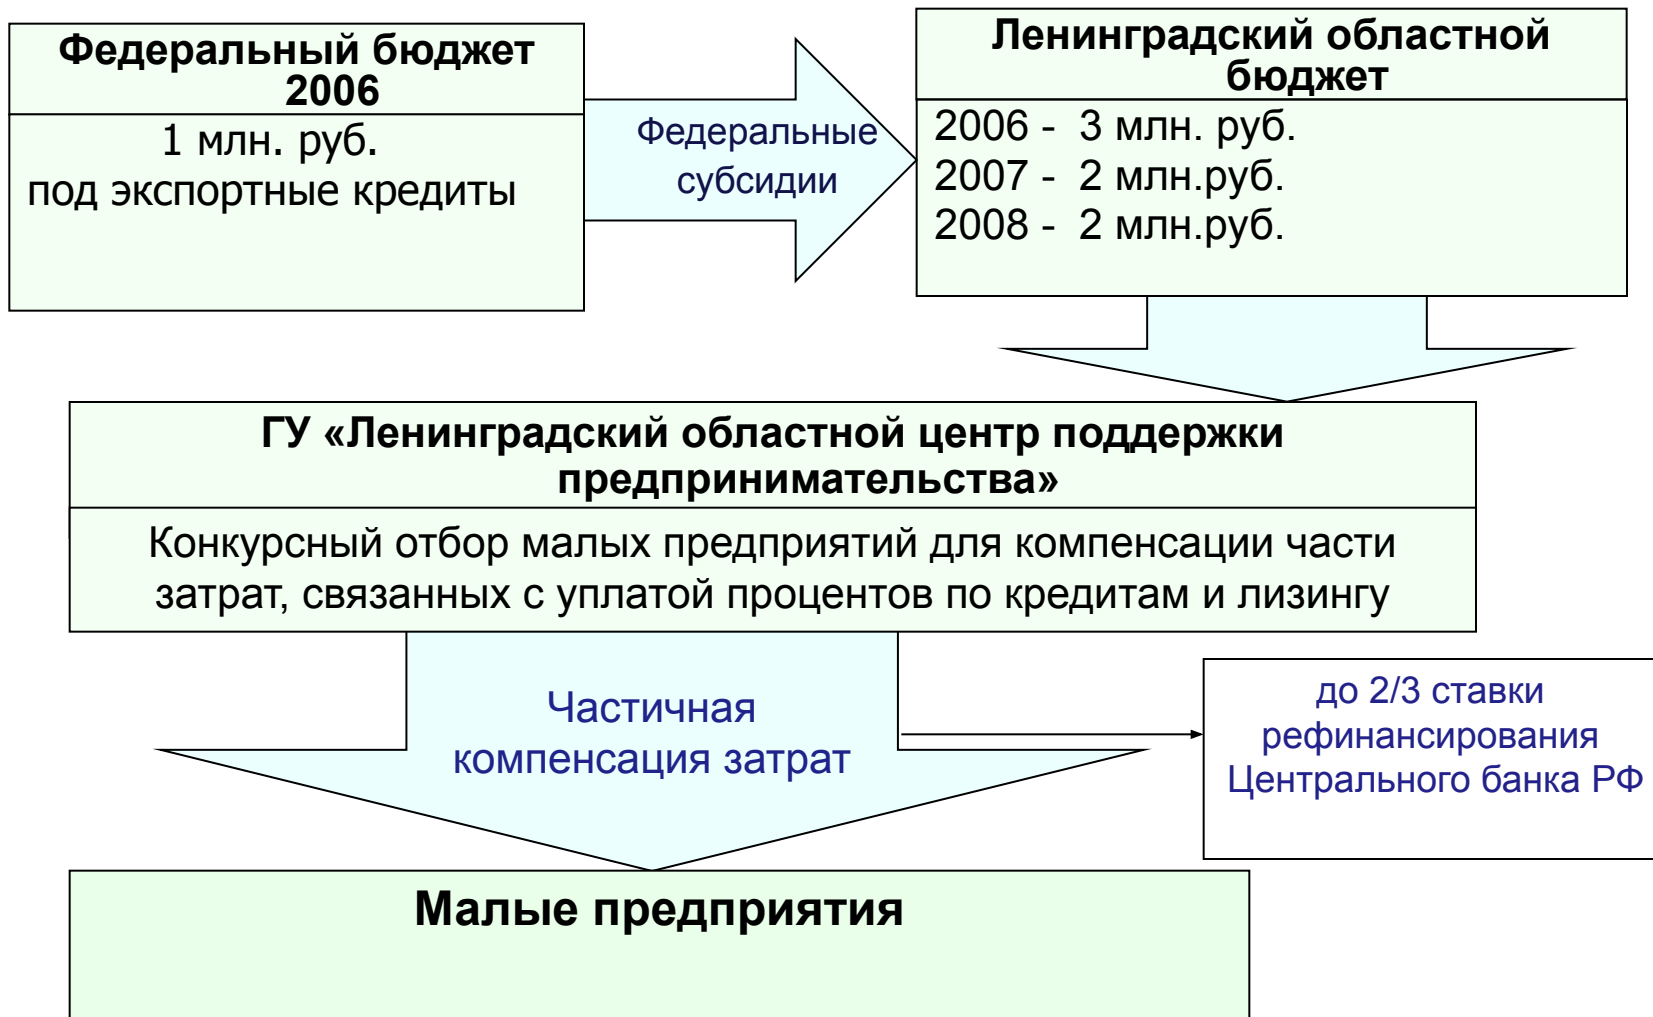 Федеральный бюджет
2006
1 млн. руб.
под экспортные кредиты
Федеральные
субсидии
Ленинградский областной
бюджет
2006 - 3 млн. руб.
2007 - 2 млн.руб.
2008 - 2 млн.руб.
ГУ «Ленинградский областной центр поддержки
предпринимательства»
Конкурсный отбор малых предприятий для компенсации части
затрат, связанных с уплатой процентов по кредитам и лизингу
Частичная
компенсация затрат
до 2/3 ставки
рефинансирования
Центрального банка РФ
Малые предприятия